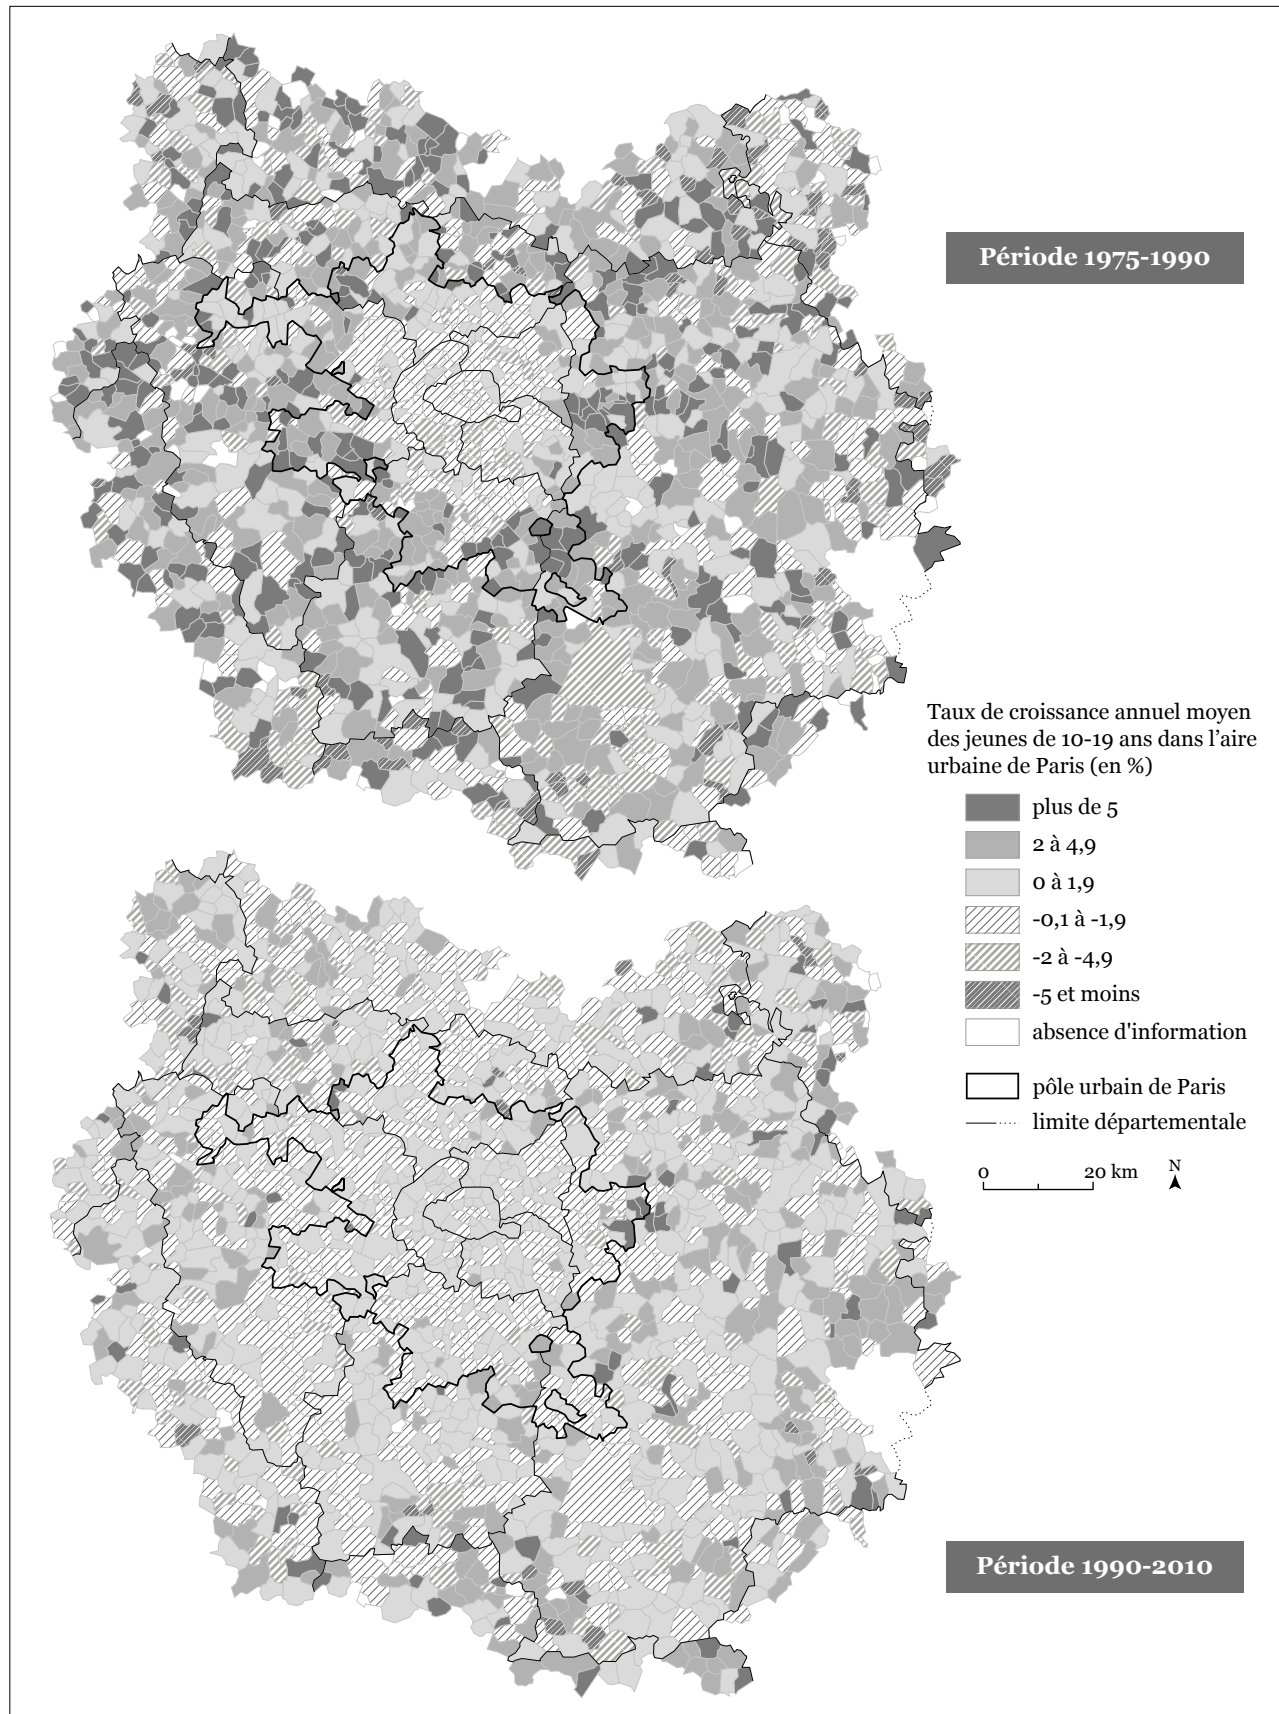 Période 1975-1990
Taux de croissance annuel moyen
des jeunes de 10-19 ans dans l'aire
urbaine de Paris (en %)
plus de 5
2 à 4,9
0 à 1,9
-0,1 à -1,9
-2 à -4,9
-5 et moins
absence d'information
pôle urbain de Paris
limite départementale
0 20 km N
Période 1990-2010